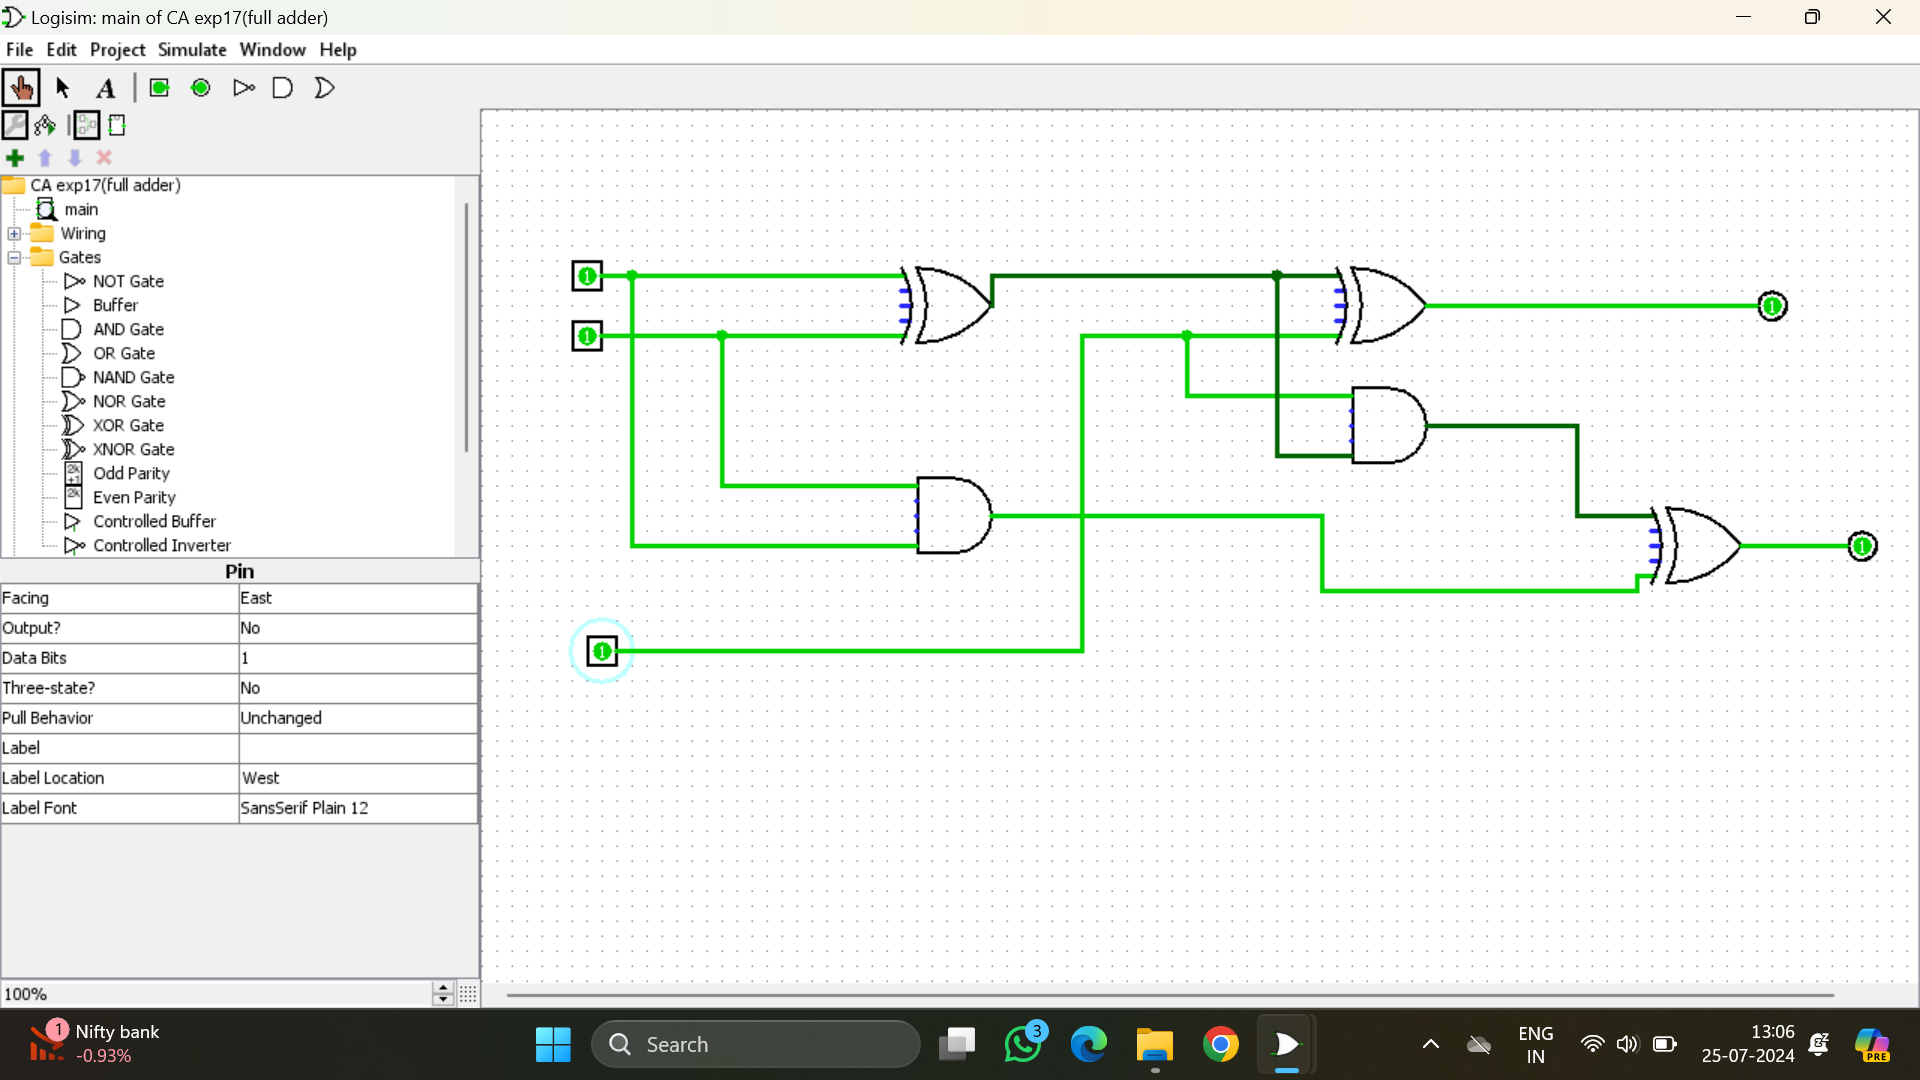 Logisim: main of CA exp17(full adder)
File Edit Project Simulate Window Help
A
CA exp17(full adder)
main
Wiring
Gates
NOT Gate
Buffer
AND Gate
OR Gate
NAND Gate
NOR Gate
XOR Gate
XNOR Gate
2k
+1
Odd Parity
2k
Even Parity
Controlled Buffer
Controlled Inverter
Pin
Facing East
Output? No
Data Bits 1
Three-state? No
Pull Behavior Unchanged
Label
Label Location West
Label Font SansSerif Plain 12
100%
1
1
1
1
1
1
Nifty bank
-0.93%
Search
3
ENG
IN
13:06
25-07-2024
PRE